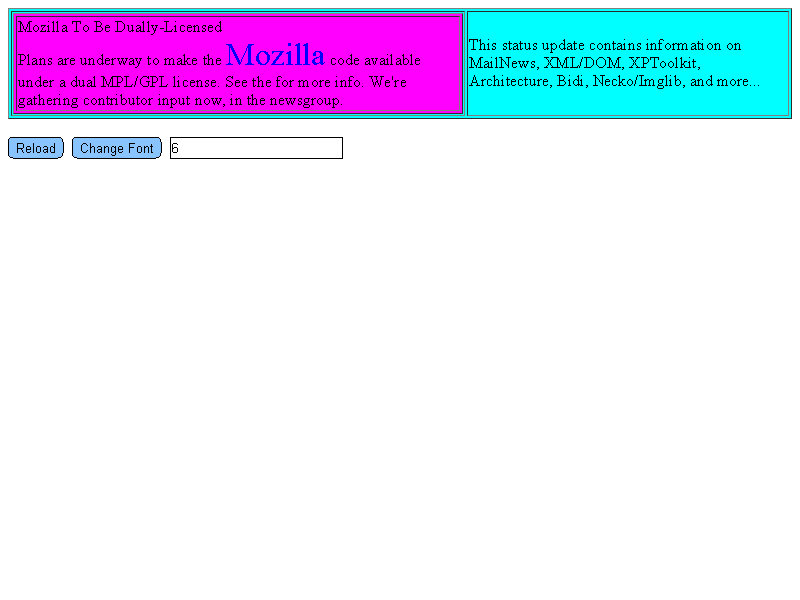 Mozilla To Be Dually-Licensed
Plans are underway to make the Mozilla code available
under a dual MPL/GPL license. See the for more info. We're
gathering contributor input now, in the newsgroup.
This status update contains information on
MailNews, XML/DOM, XPToolkit,
Architecture, Bidi, Necko/Imglib, and more...
Reload Change Font 6